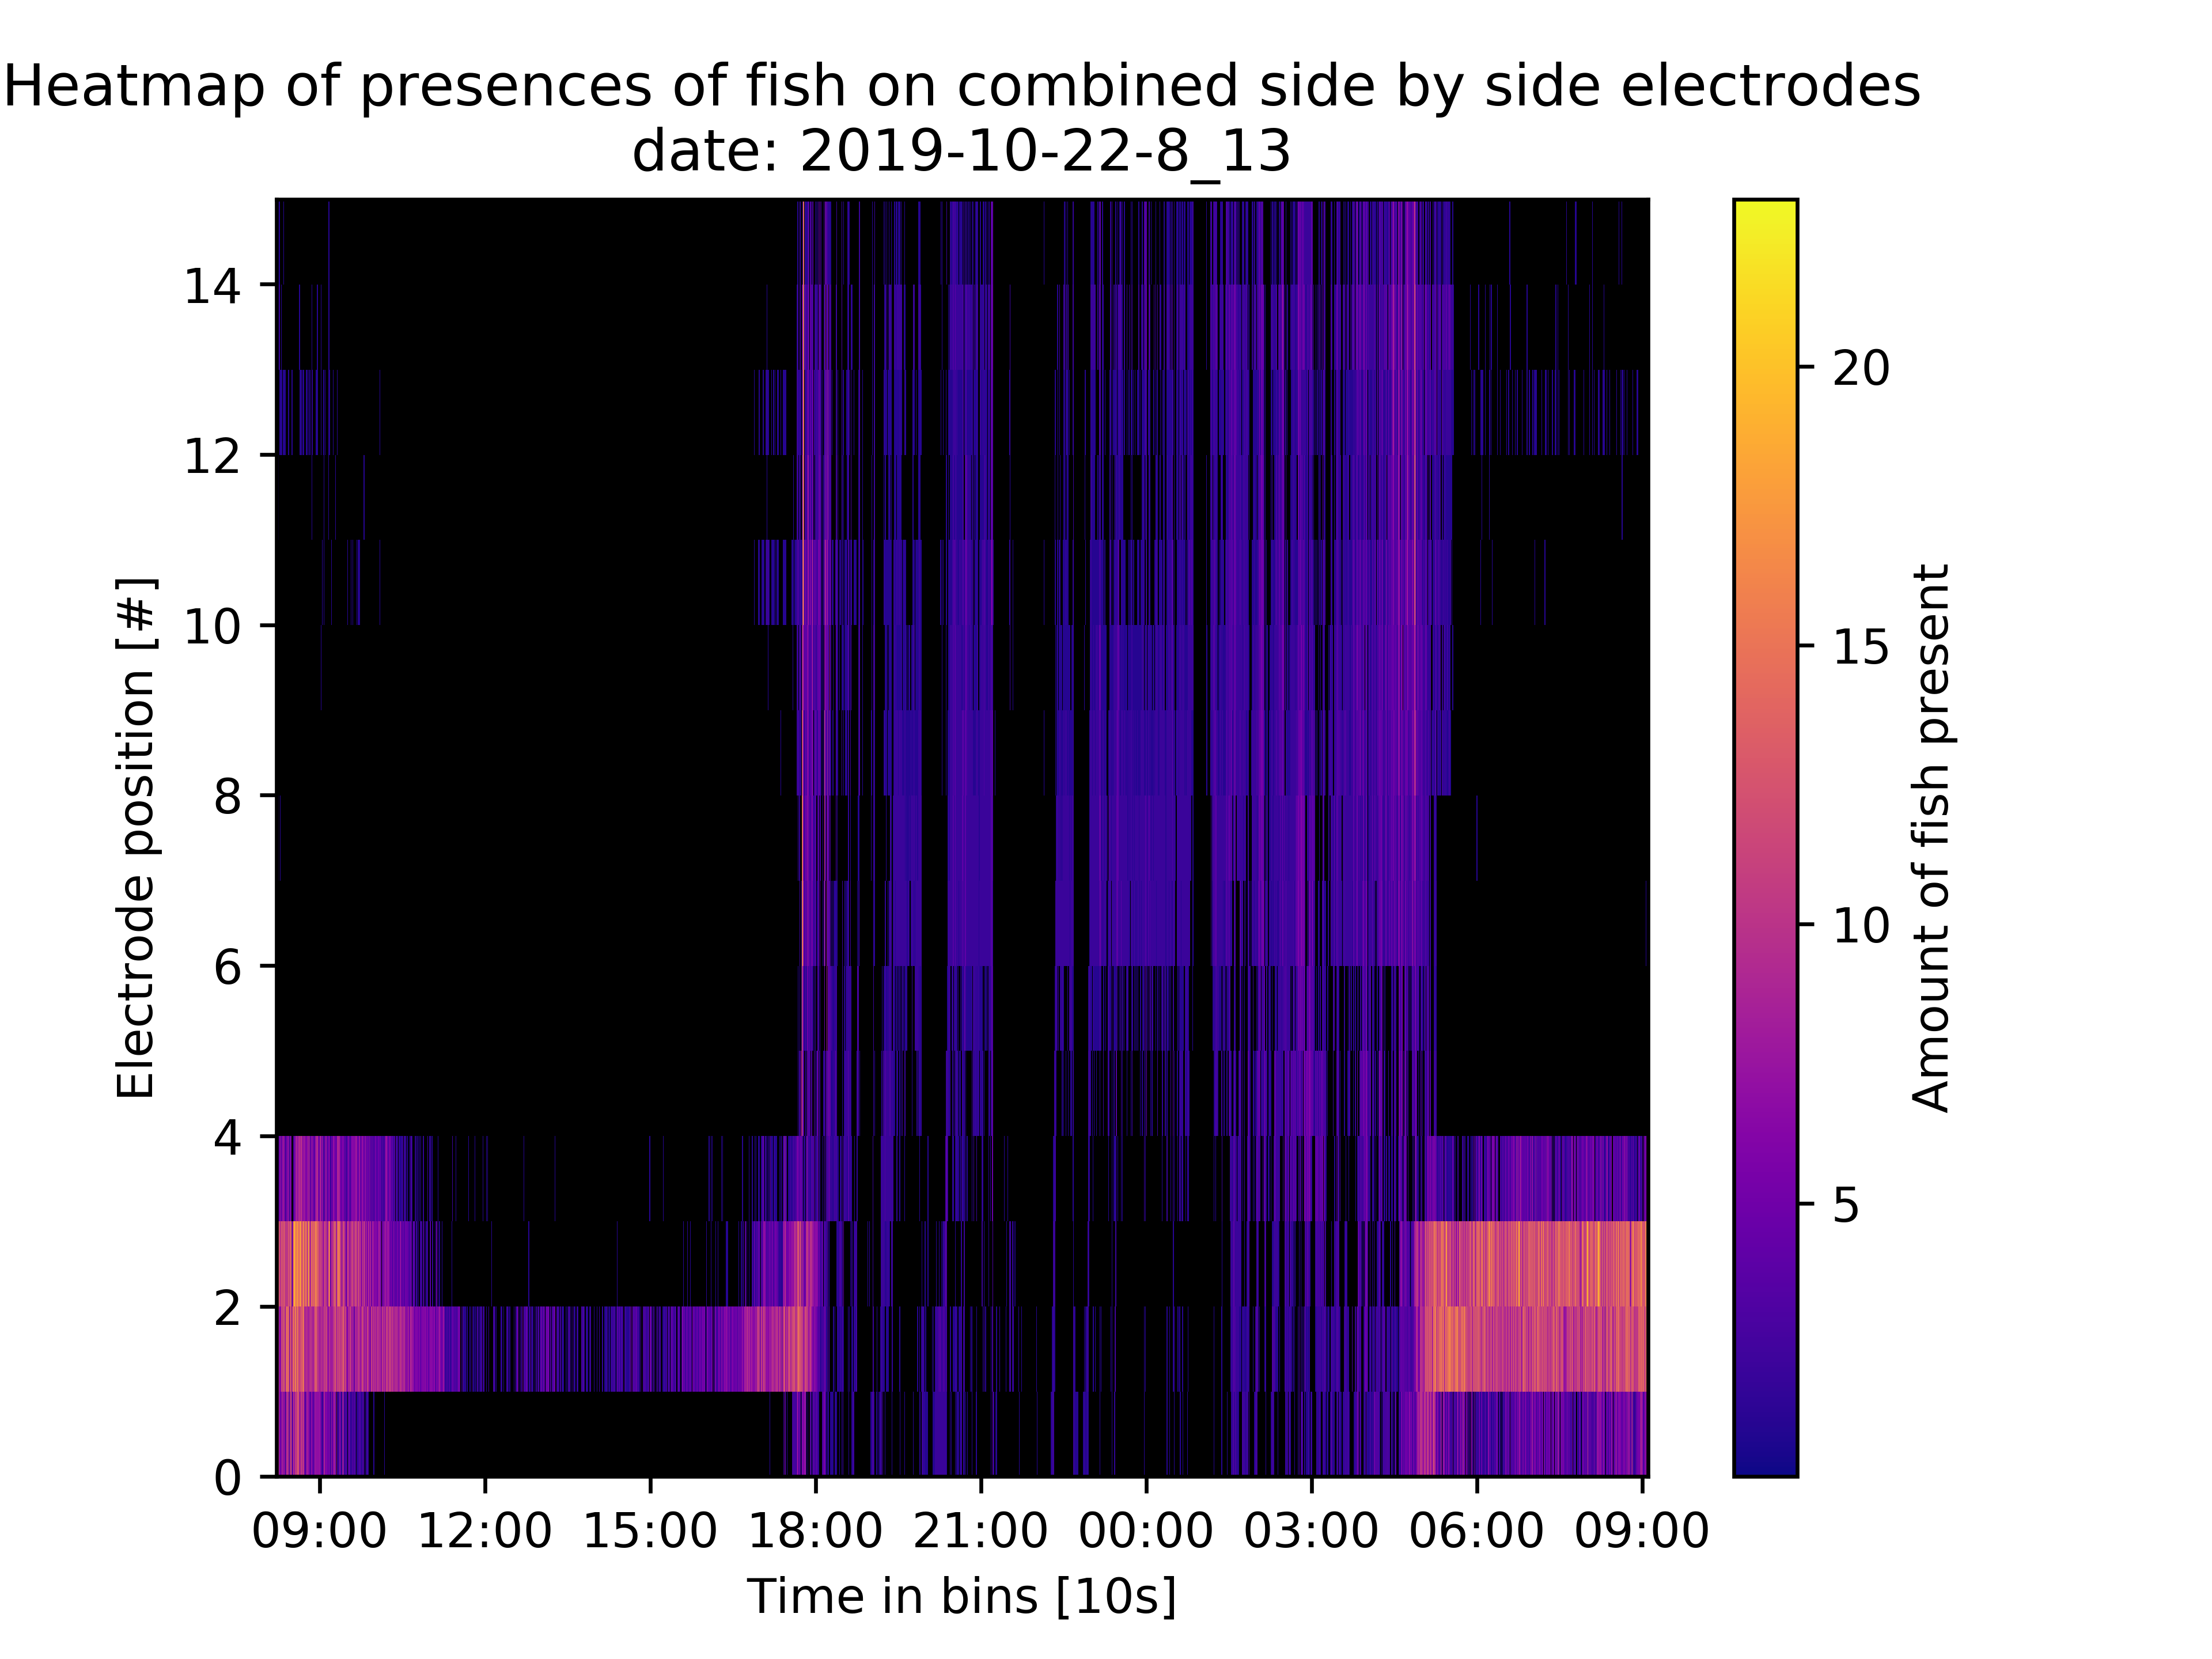 Heatmap of presences of fish on combined side by side electrodes
date: 2019-10-22-8_13
Electrode position [#]
14
12
10
8
6
4
2
0
09:00 12:00 15:00 18:00 21:00 00:00 03:00 06:00 09:00
Time in bins [10s]
20
15
10
5
Amount of fish present